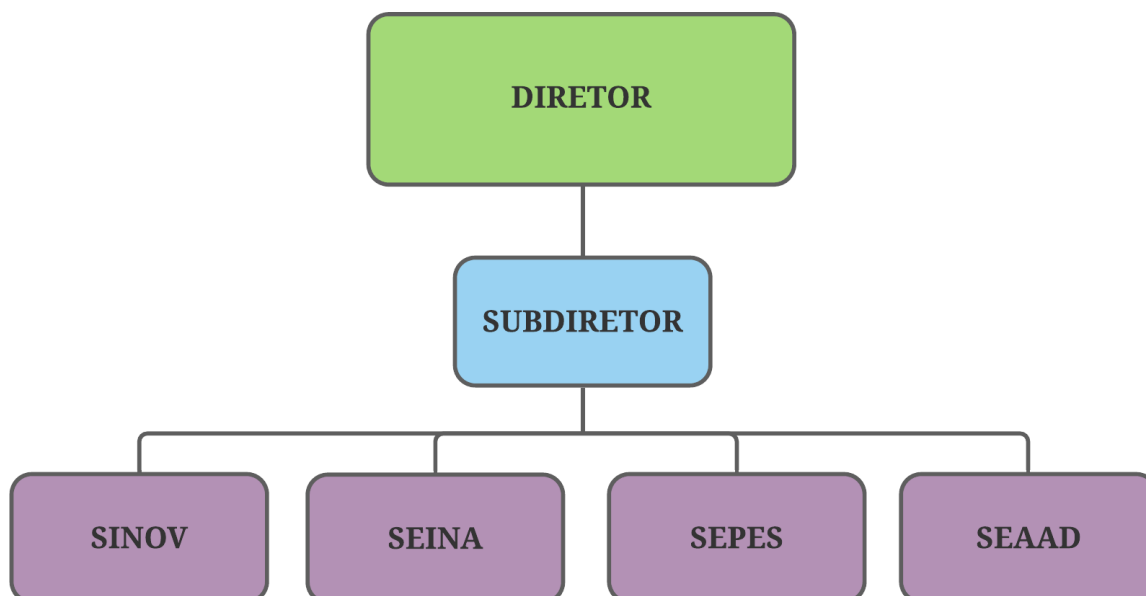 DIRETOR
SUBDIRETOR
SINOV
SEINA
SEPES
SEAAD